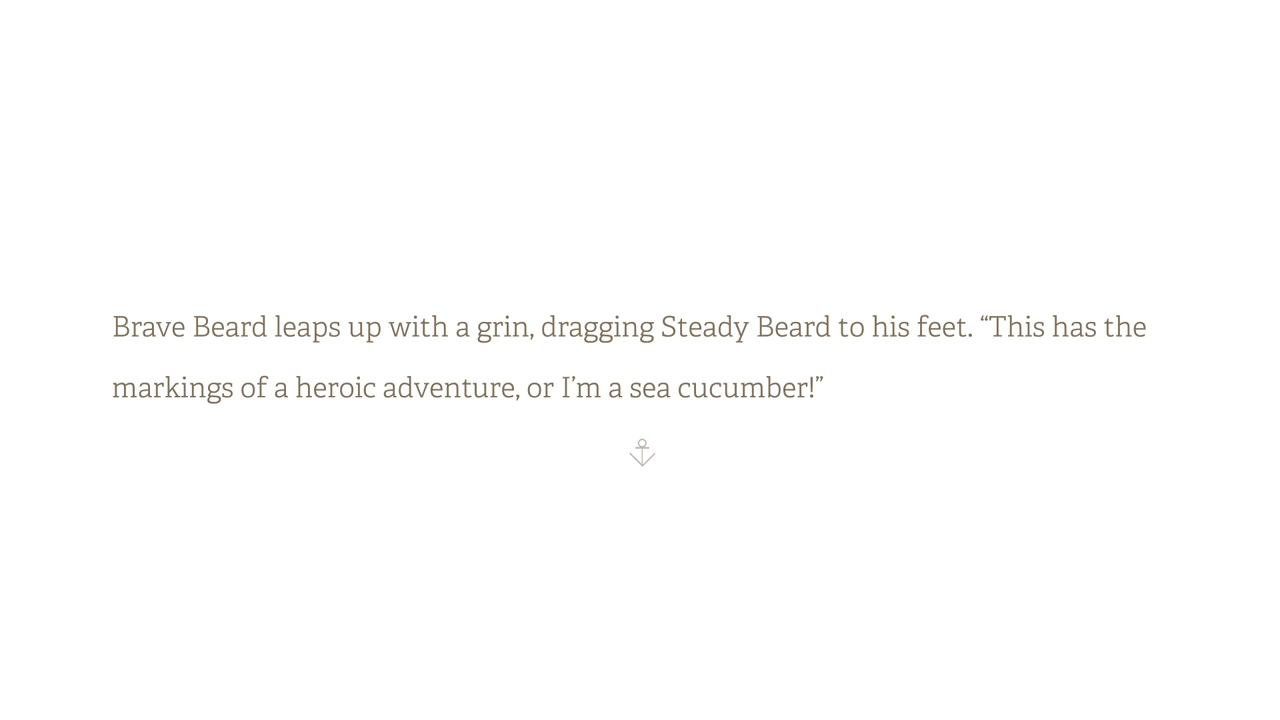 Brave Beard leaps up with a grin, dragging Steady Beard to his feet. “This has the
markings of a heroic adventure, or I’m a sea cucumber!”